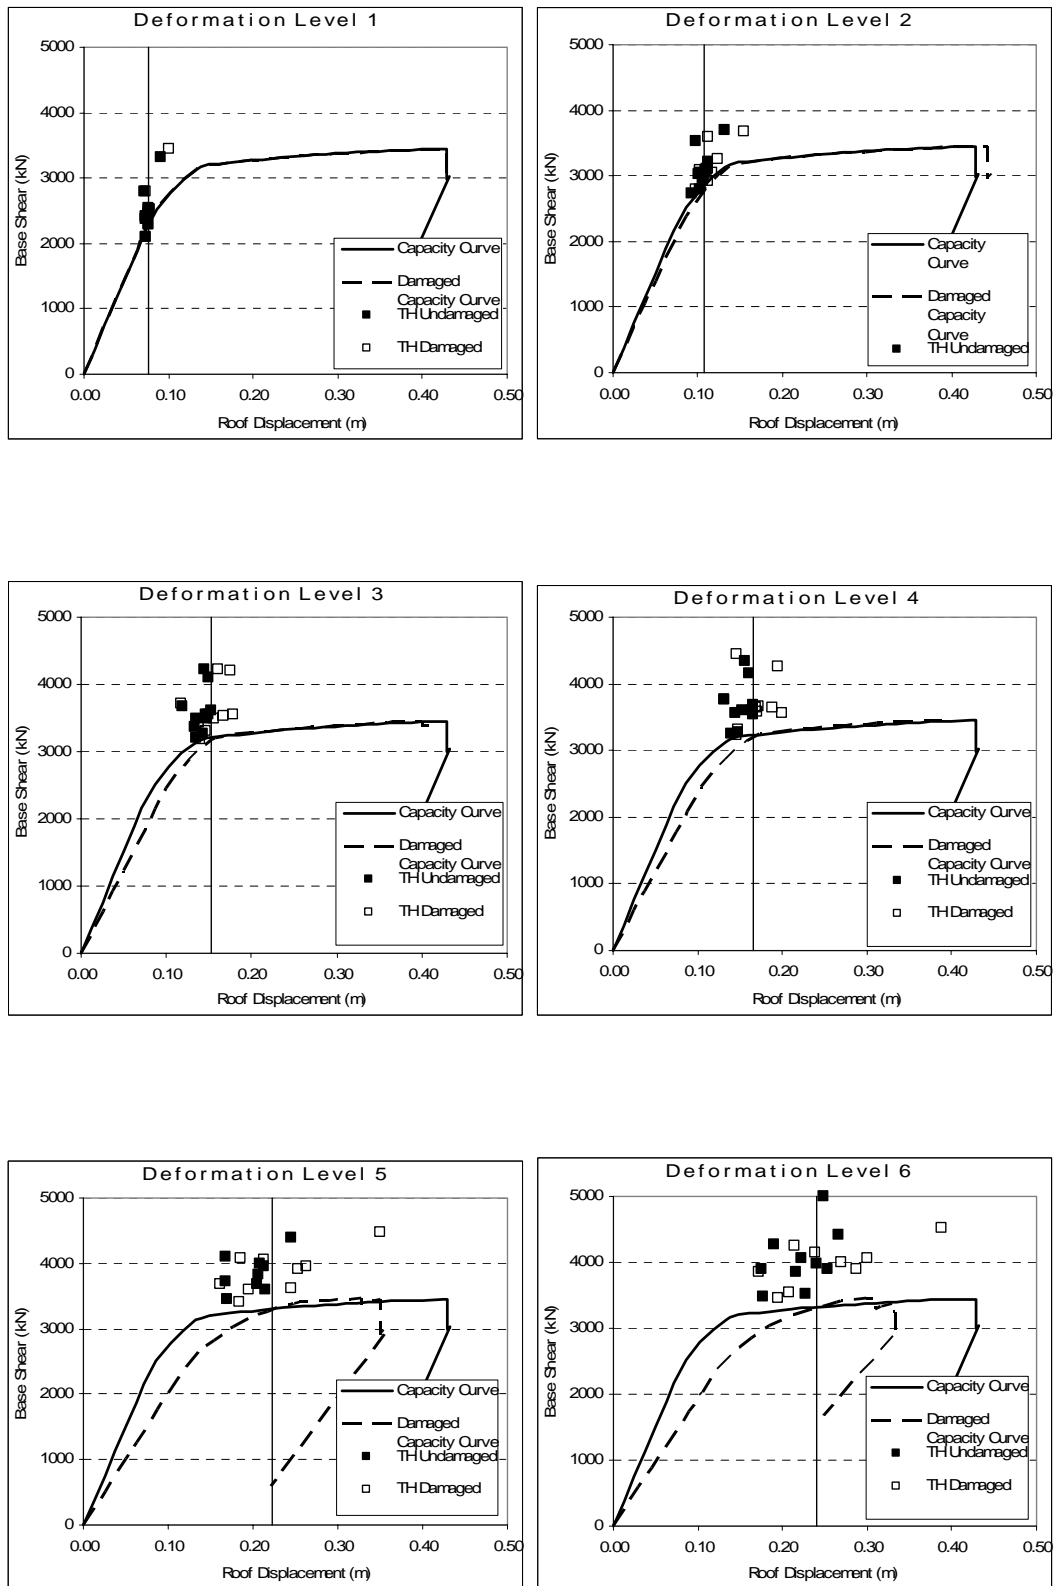 Deformation Level 1
5000
4000
3000
2000
1000
0
Base Shear (kN)
0.00 0.10 0.20 0.30 0.40 0.50
Roof Displacement (m)
Capacity Curve
Damaged
Capacity Curve
TH Undamaged
TH Damaged
Deformation Level 2
5000
4000
3000
2000
1000
0
Base Shear (kN)
0.00 0.10 0.20 0.30 0.40 0.50
Roof Displacement (m)
Capacity
Curve
Damaged
Capacity
Curve
TH Undamaged
Deformation Level 3
5000
4000
3000
2000
1000
0
Base Shear (kN)
0.00 0.10 0.20 0.30 0.40 0.50
Roof Displacement (m)
Capacity Curve
Damaged
Capacity Curve
TH Undamaged
TH Damaged
Deformation Level 4
5000
4000
3000
2000
1000
0
Base Shear (kN)
0.00 0.10 0.20 0.30 0.40 0.50
Roof Displacement (m)
Capacity Curve
Damaged
Capacity Curve
TH Undamaged
TH Damaged
Deformation Level 5
5000
4000
3000
2000
1000
0
Base Shear (kN)
0.00 0.10 0.20 0.30 0.40 0.50
Roof Displacement (m)
Capacity Curve
Damaged
Capacity Curve
TH Undamaged
TH Damaged
Deformation Level 6
5000
4000
3000
2000
1000
0
Base Shear (kN)
0.00 0.10 0.20 0.30 0.40 0.50
Roof Displacement (m)
Capacity Curve
Damaged
Capacity Curve
TH Undamaged
TH Damaged